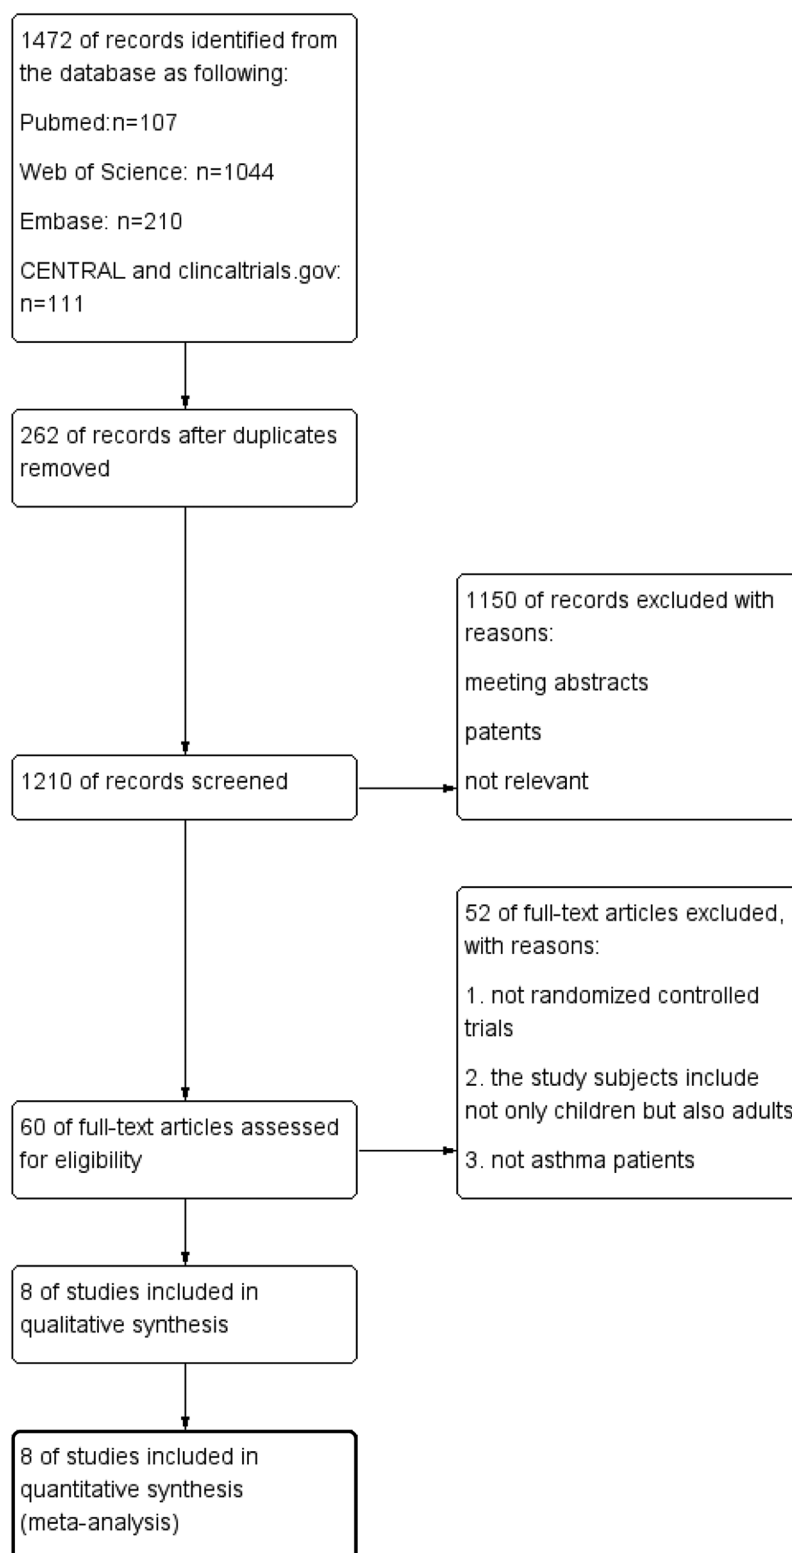 1472 of records identified from
the database as following:
Pubmed:n=107
Web of Science: n=1044
Embase: n=210
CENTRAL and clincaltrials.gov:
n=111
262 of records after duplicates
removed
1150 of records excluded with
reasons:
meeting abstracts
patents
not relevant
1210 of records screened
52 of full-text articles excluded,
with reasons:
1. not randomized controlled
trials
2. the study subjects include
not only children but also adults
3. not asthma patients
60 of full-text articles assessed
for eligibility
8 of studies included in
qualitative synthesis
8 of studies included in
quantitative synthesis
(meta-analysis)